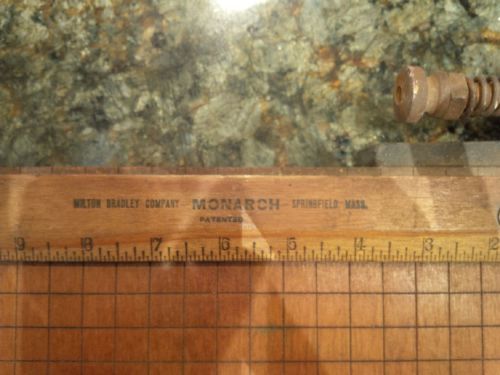 MILTON BRADLEY COMPANY MONARCH SPRINGFIELD, MASS.
PATENTED
9 8 7 6 5 4 3 2